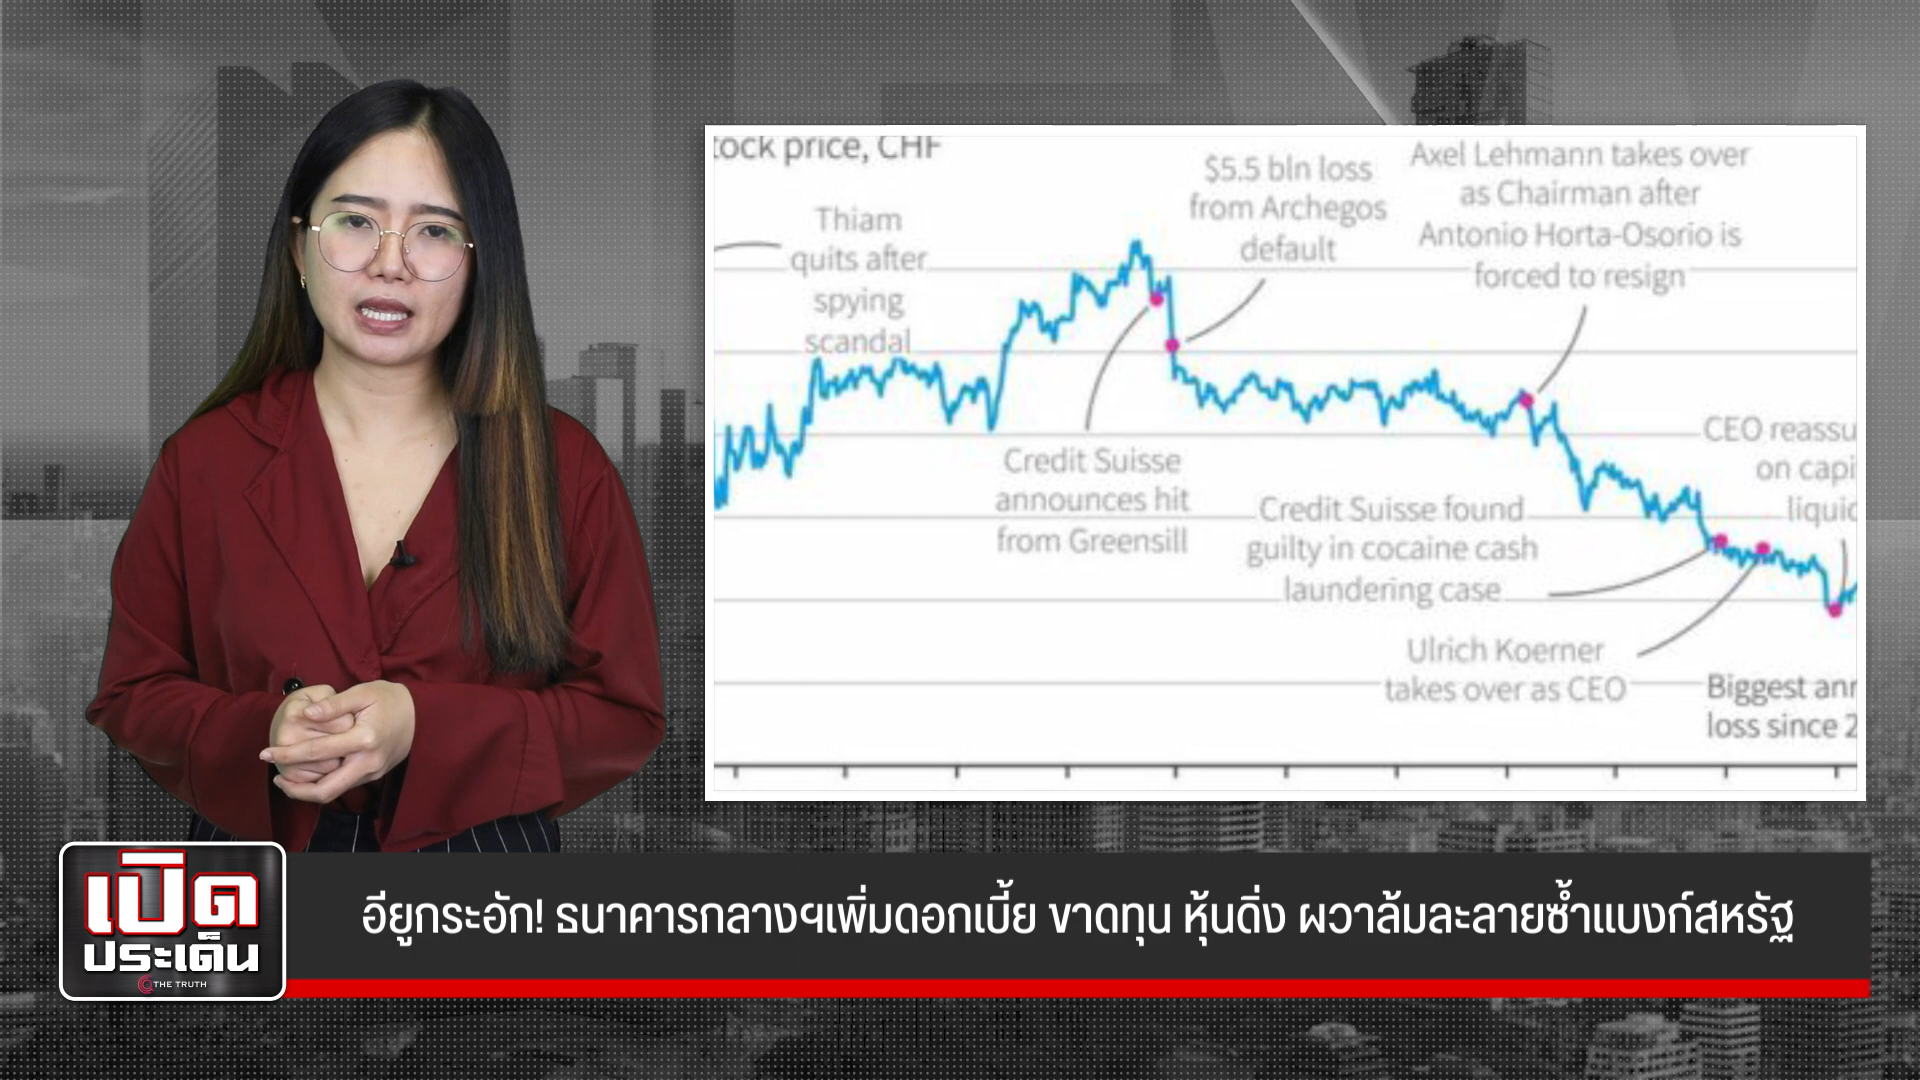 tock price, CHF
Thiam
quits after
spying
scandal
$5.5 bln loss
from Archegos
default
Axel Lehmann takes over
as Chairman after
Antonio Horta-Osorio is
forced to resign
Credit Suisse
announces hit
from Greensill
Credit Suisse found
guilty in cocaine cash
laundering case
CEO reassu
on capi
liquic
Ulrich Koerner
takes over as CEO
Biggest anr
loss since 2
เปิด
ประเด็น
THE TRUTH
อียูกระอัก! ธนาคารกลางฯเพิ่มดอกเบี้ย ขาดทุน หุ้นดิ่ง ผวาล้มละลายซ้ำแบงก์สหรัฐ